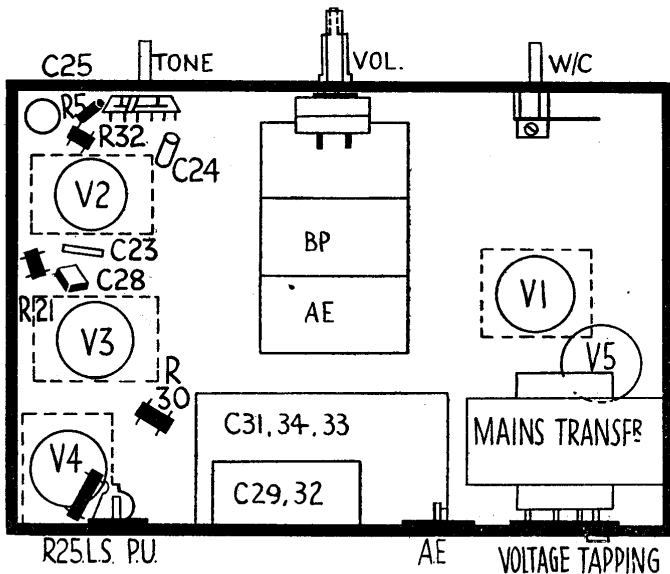 C25
TONE
VOL.
W/C
R5
R32
C24
V2
C23
C28
R21
BP
AE
V1
V3
V5
R
30
C31, 34, 33
MAINS TRANSFR
V4
C29, 32
R25.L.S. P.U.
A.E
VOLTAGE TAPPING